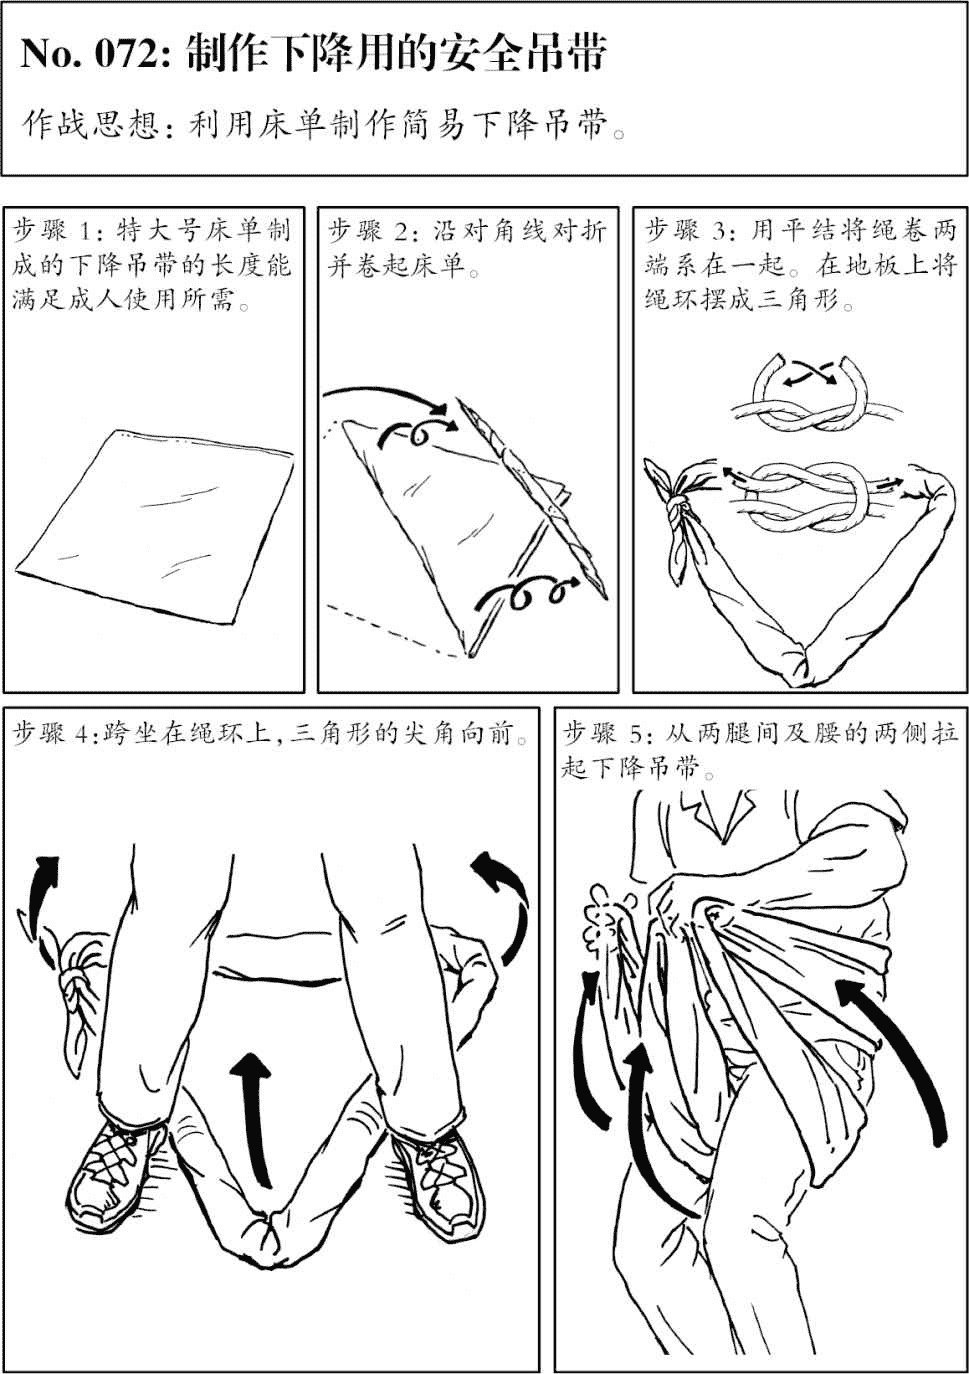 No. 072: 制作下降用的安全吊带
作战思想: 利用床单制作简易下降吊带。
步骤 1: 特大号床单制
成的下降吊带的长度能
满足成人使用所需。
步骤 2: 沿对角线对折
并卷起床单。
步骤 3: 用平结将绳卷两
端系在一起。在地板上将
绳环摆成三角形。
步骤 4:跨坐在绳环上,三角形的尖角向前。
步骤 5: 从两腿间及腰的两侧拉
起下降吊带。